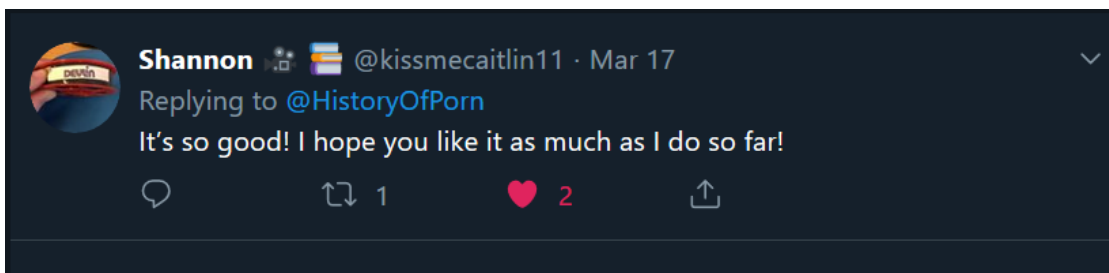 Devin
Shannon 🎥 📚 @kissmecaitlin11 · Mar 17
Replying to @HistoryOfPorn
It's so good! I hope you like it as much as I do so far!
1 2